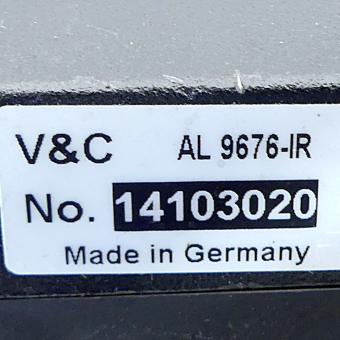 V&C AL 9676-IR
No. 14103020
Made in Germany